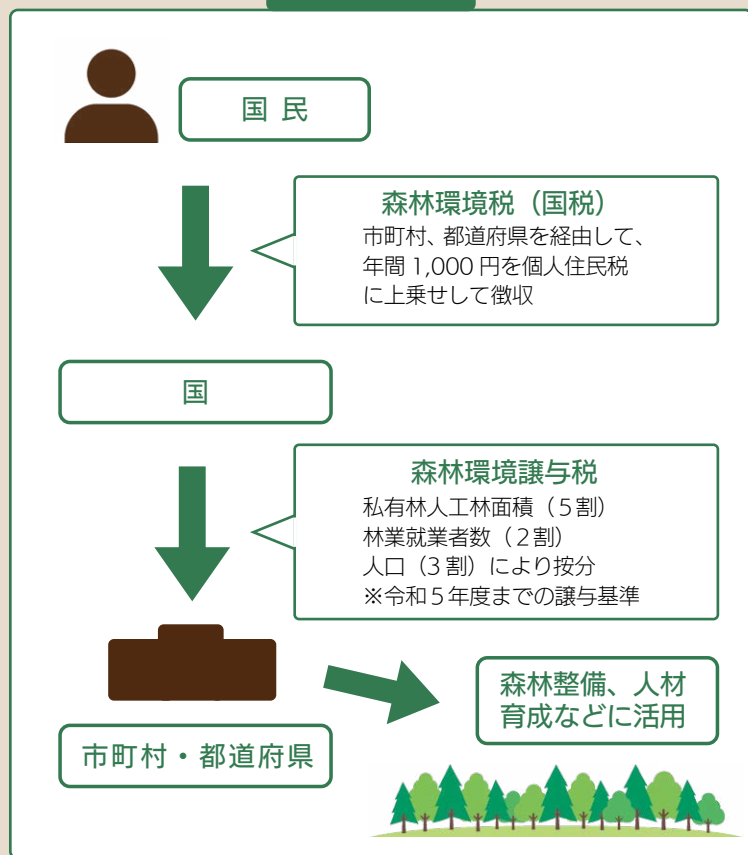 国民
森林環境税（国税）
市町村、都道府県を経由して、
年間 1,000 円を個人住民税
に上乗せして徴収
国
森林環境譲与税
私有林人工林面積（５割）
林業就業者数（２割）
人口（３割）により按分
※令和５年度までの譲与基準
森林整備、人材
育成などに活用
市町村・都道府県